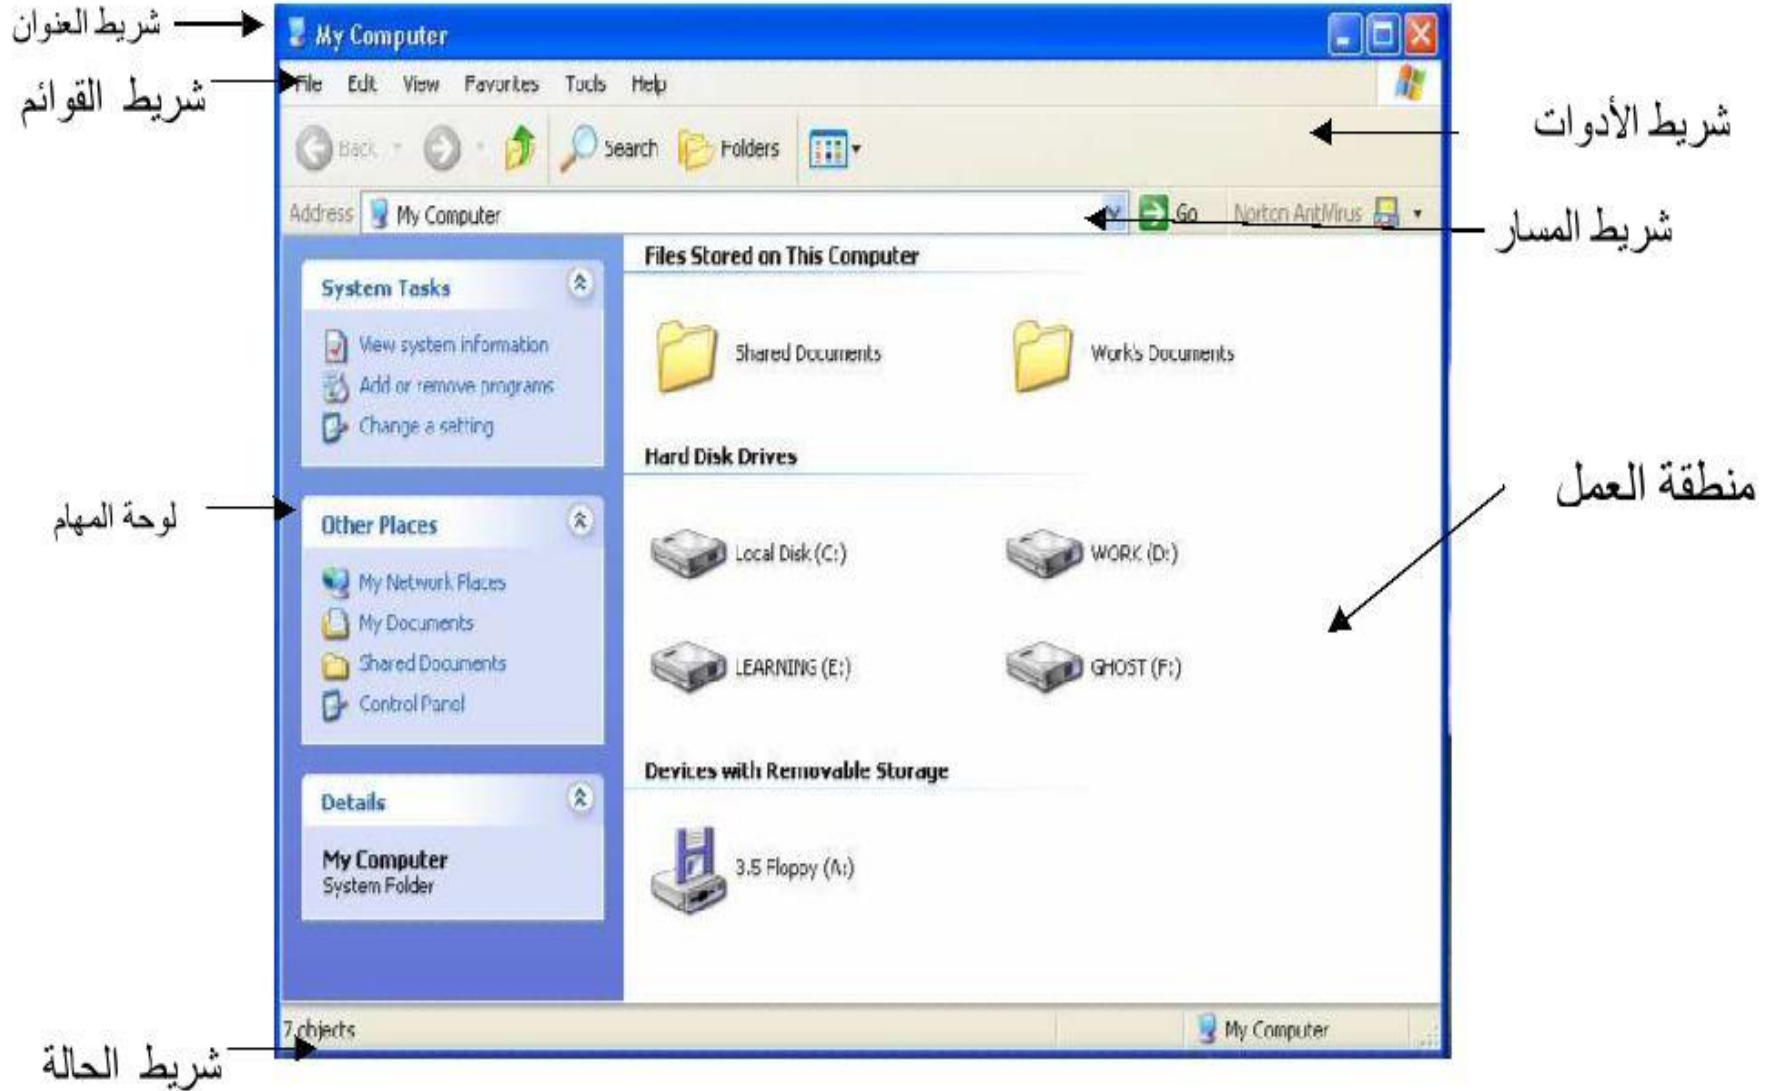 شريط العنوان
My Computer
شريط القوائم
File Edit View Favorites Tools Help
شريط الأدوات
Back Search Folders
شريط المسار
Address My Computer Go Norton AntiVirus
System Tasks
View system information
Add or remove programs
Change a setting
لوحة المهام
Other Places
My Network Places
My Documents
Shared Documents
Control Panel
Details
My Computer
System Folder
Files Stored on This Computer
Shared Documents Work's Documents
Hard Disk Drives
Local Disk (C:) WORK (D:)
منطقة العمل
LEARNING (E:) GHOST (F:)
Devices with Removable Storage
3.5 Floppy (A:)
7 objects My Computer
شريط الحالة